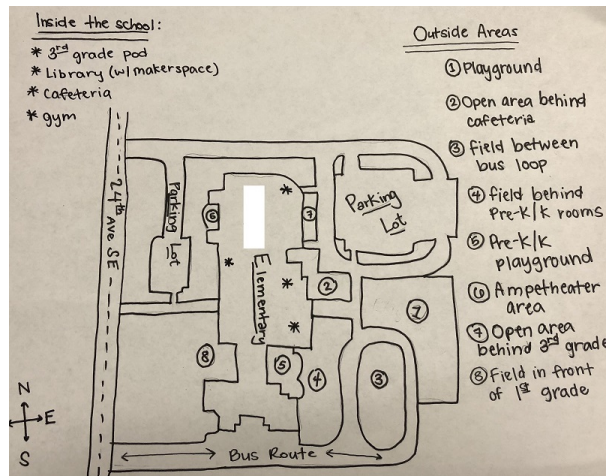 Inside the school:
* 3rd grade pod
* Library (w/makerspace)
* Cafeteria
* gym
Outside Areas
① Playground
② Open area behind
cafeteria
③ field between
bus loop
④ field behind
Pre-K/K rooms
⑤ Pre-K/K
playground
⑥ Ampetheater
area
⑦ Open area
behind 3rd grade
⑧ Field in front
of 1st grade
24th Ave SE
Parking
Lot
⑥
*
⑦
Parking
Lot
*
Elementary
*
②
*
1
⑧
⑤
④
③
N
E
S
Bus Route